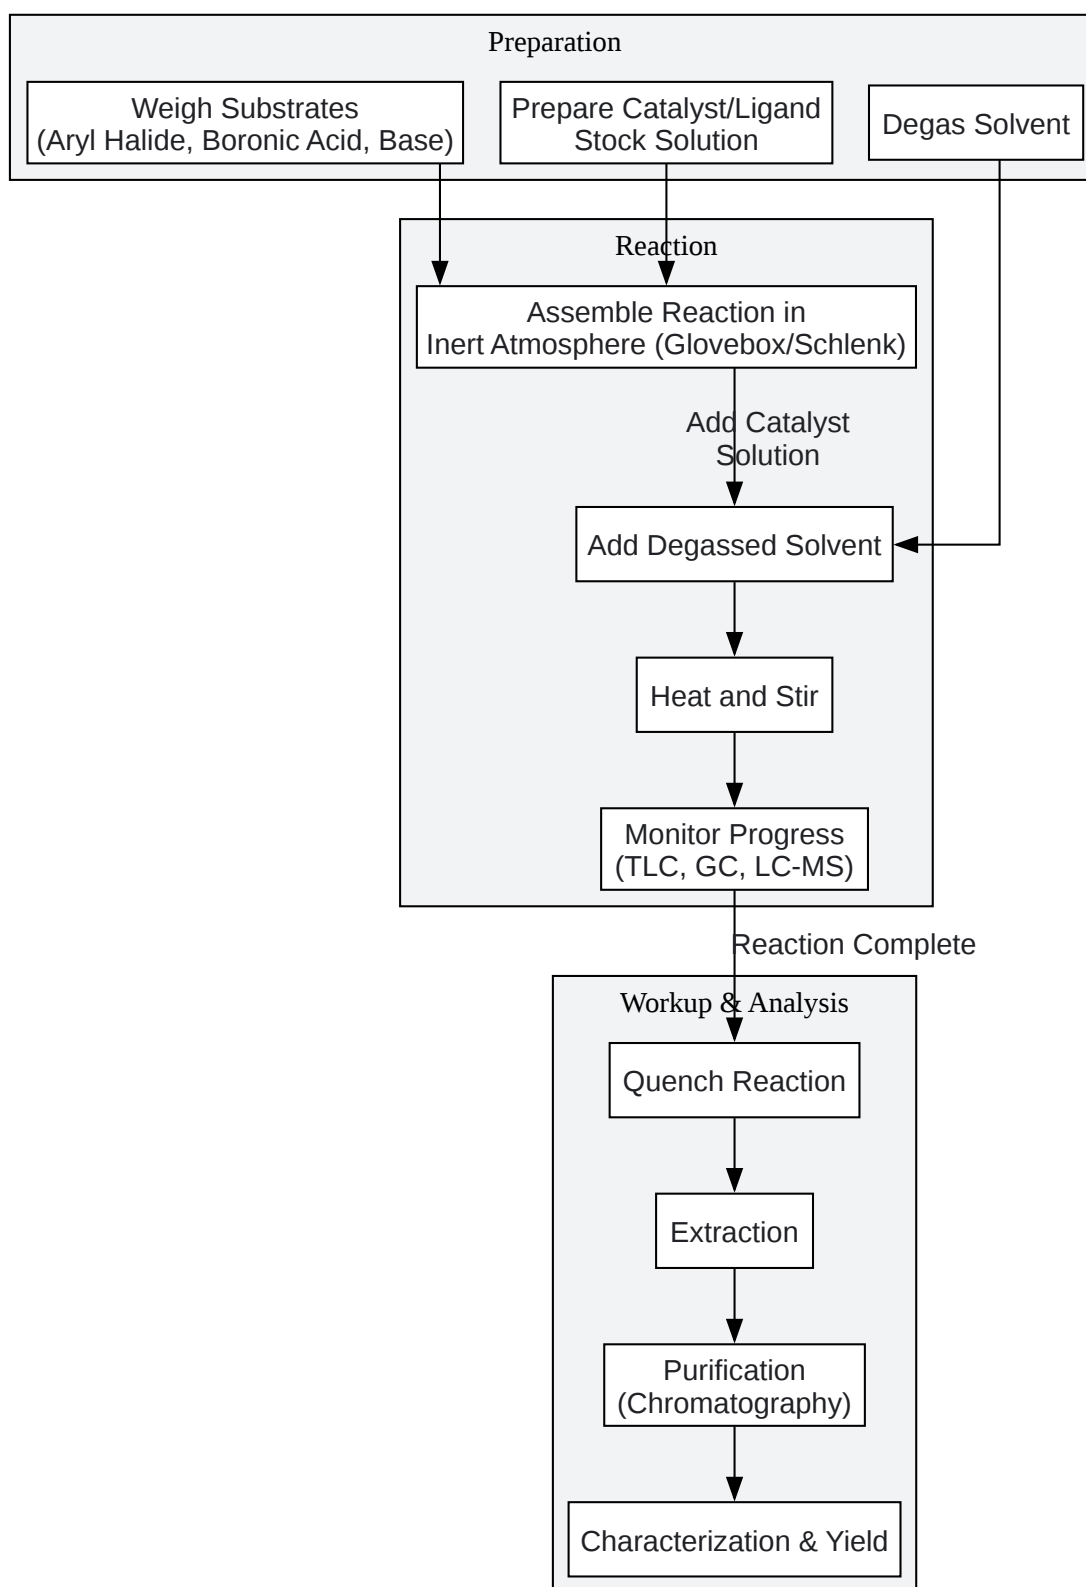 Preparation
Weigh Substrates
(Aryl Halide, Boronic Acid, Base)
Prepare Catalyst/Ligand
Stock Solution
Degas Solvent
Reaction
Assemble Reaction in
Inert Atmosphere (Glovebox/Schlenk)
Add Catalyst
Solution
Add Degassed Solvent
Heat and Stir
Monitor Progress
(TLC, GC, LC-MS)
Reaction Complete
Workup & Analysis
Quench Reaction
Extraction
Purification
(Chromatography)
Characterization & Yield